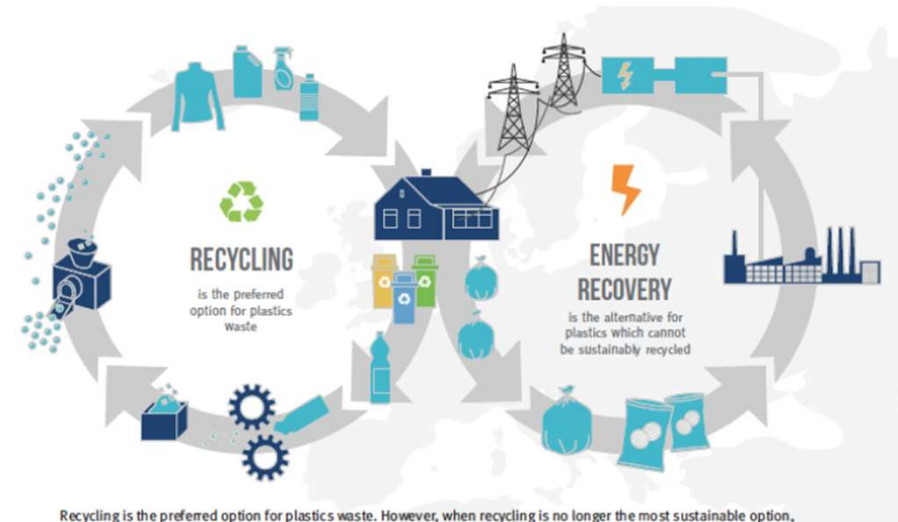 RECYCLING
is the preferred
option for plastics
waste
ENERGY
RECOVERY
is the alternative for
plastics which cannot
be sustainably recycled
Recycling is the preferred option for plastics waste. However, when recycling is no longer the most sustainable option,